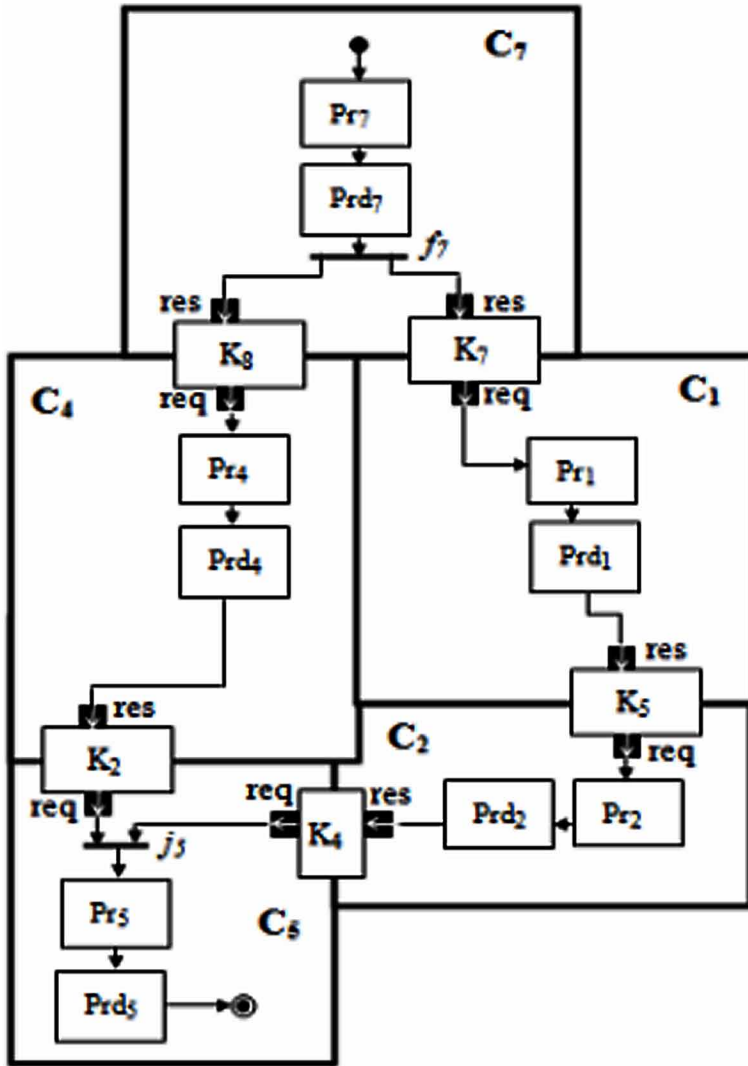 C₇
Pr₇
Prd₇
f₇
res
res
K₈
K₇
req
req
C₄
C₁
Pr₄
Pr₁
Prd₄
Prd₁
res
res
K₅
C₂
K₂
req
req
req
res
Prd₂
Pr₂
K₄
j₅
Pr₅
C₅
Prd₅